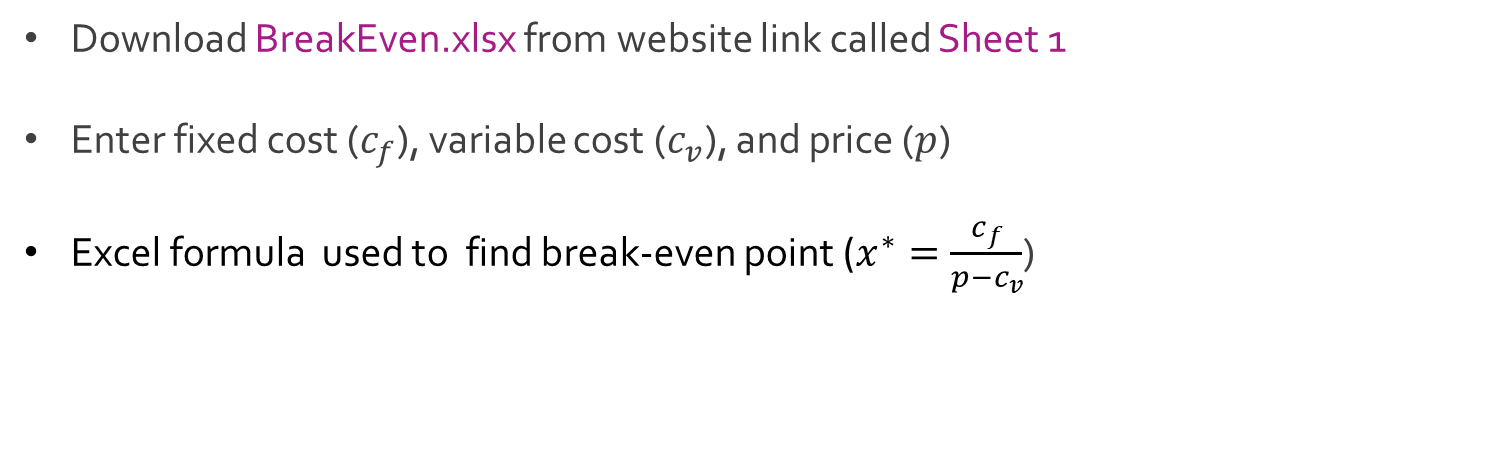 • Download BreakEven.xlsx from website link called Sheet 1
• Enter fixed cost (𝑐_𝑓), variable cost (𝑐_𝑣), and price (𝑝)
• Excel formula used to find break-even point (𝑥* = 𝑐_𝑓/(𝑝−𝑐_𝑣))